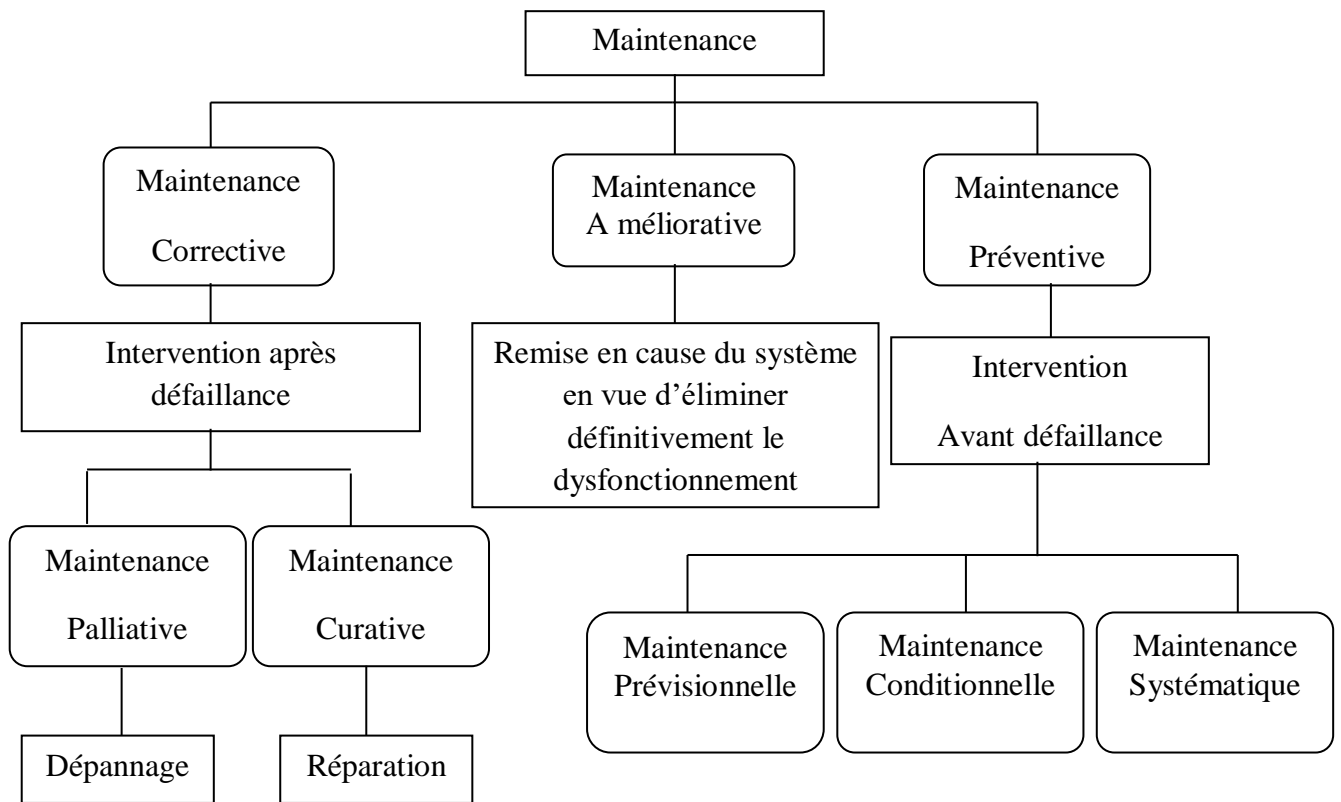 Maintenance
Maintenance
Corrective
Maintenance
A méliorative
Maintenance
Préventive
Intervention après
défaillance
Remise en cause du système
en vue d’éliminer
définitivement le
dysfonctionnement
Intervention
Avant défaillance
Maintenance
Palliative
Maintenance
Curative
Maintenance
Prévisionnelle
Maintenance
Conditionnelle
Maintenance
Systématique
Dépannage
Réparation